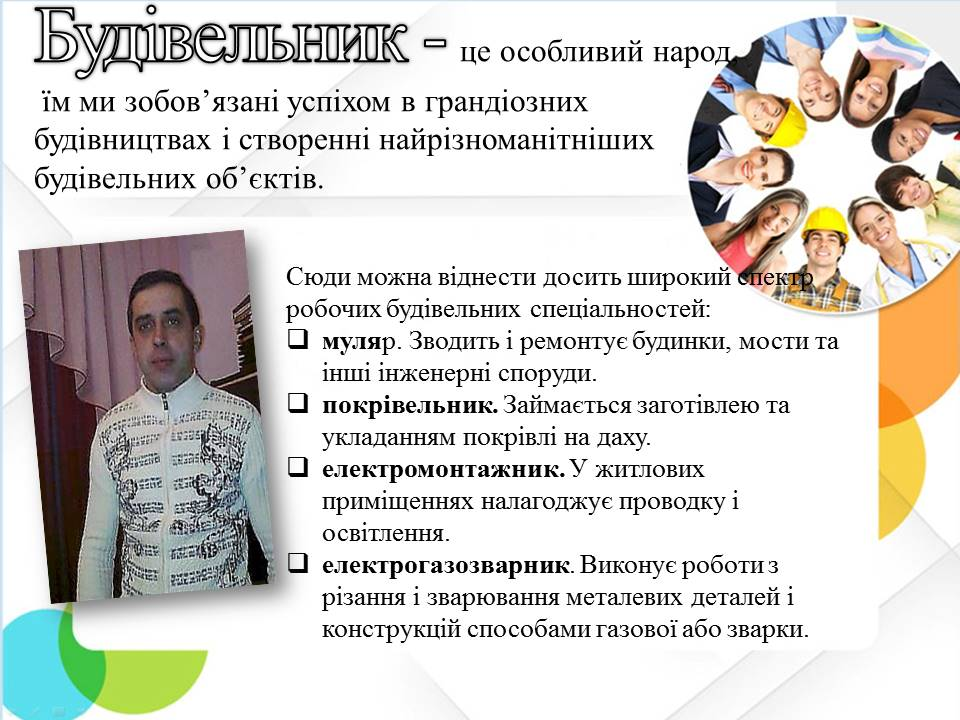 Будівельник - це особливий народ,
їм ми зобов’язані успіхом в грандіозних
будівництвах і створенні найрізноманітніших
будівельних об’єктів.
Сюди можна віднести досить широкий спектр
робочих будівельних спеціальностей:
муляр. Зводить і ремонтує будинки, мости та
інші інженерні споруди.
покрівельник. Займається заготівлею та
укладанням покрівлі на даху.
електромонтажник. У житлових
приміщеннях налагоджує проводку і
освітлення.
електрогазозварник. Виконує роботи з
різання і зварювання металевих деталей і
конструкцій способами газової або зварки.